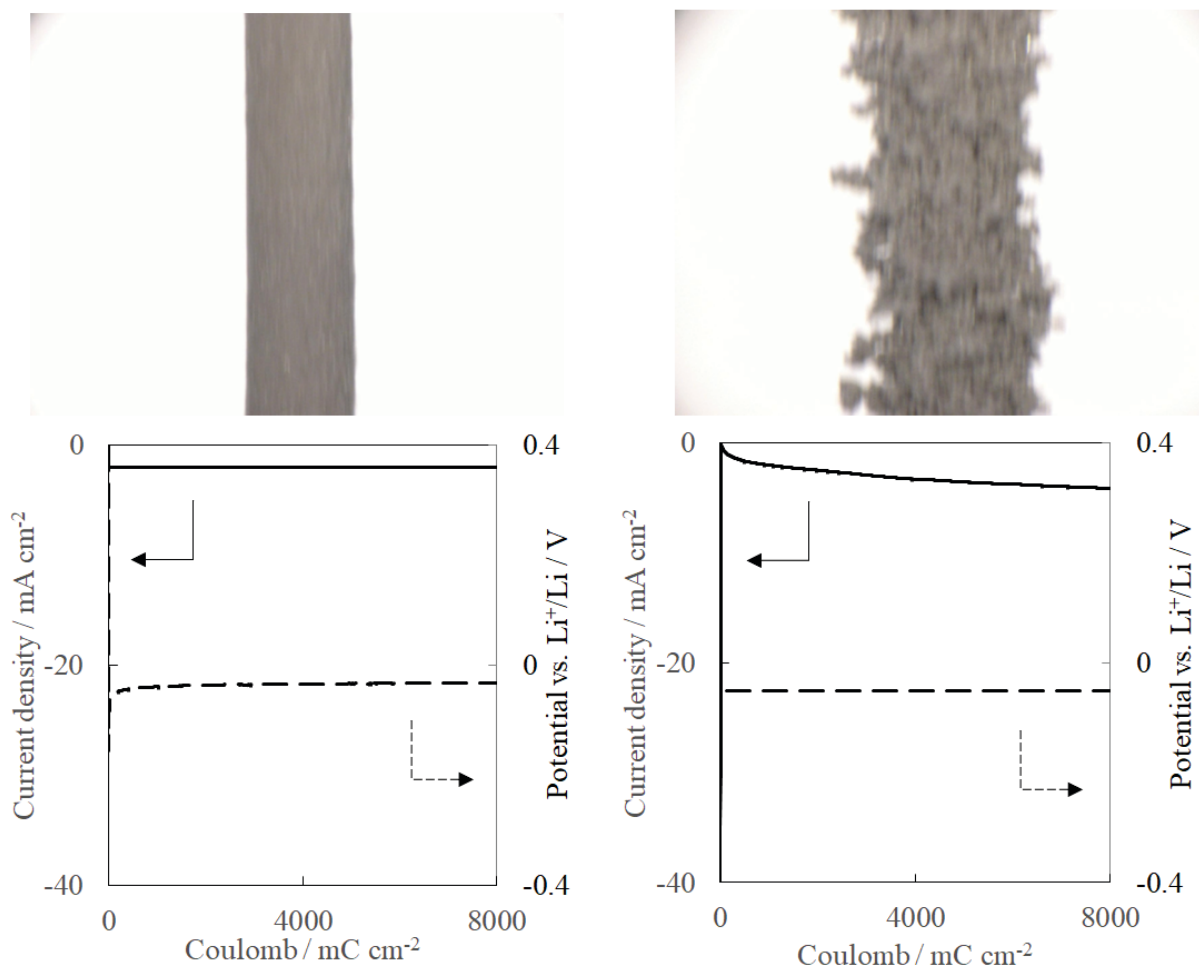 0
-20
-40
Current density / mA cm⁻²
0.4
0
-0.4
Potential vs. Li⁺/Li / V
0 4000 8000
Coulomb / mC cm⁻²
0
-20
-40
Current density / mA cm⁻²
0.4
0
-0.4
Potential vs. Li⁺/Li / V
0 4000 8000
Coulomb / mC cm⁻²